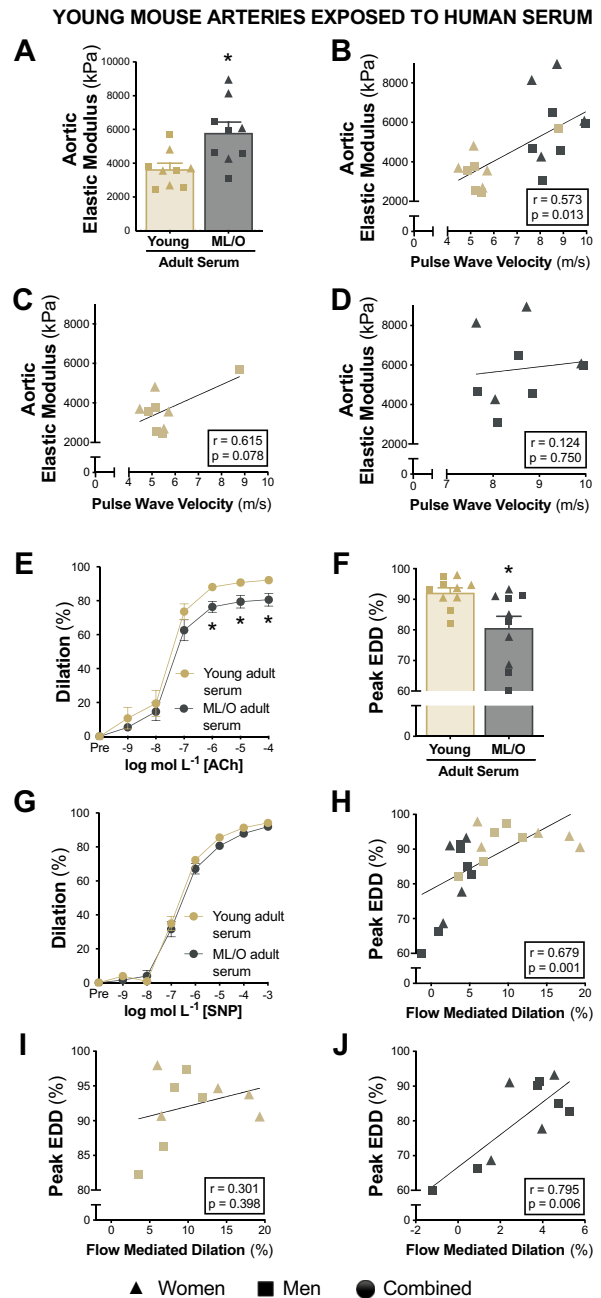 YOUNG MOUSE ARTERIES EXPOSED TO HUMAN SERUM
A
Aortic
Elastic Modulus (kPa)
10000
8000
6000
4000
2000
0
*
Young
ML/O
Adult Serum
B
Aortic
Elastic Modulus (kPa)
8000
6000
4000
2000
0
0
4
5
6
7
8
9
10
r = 0.573
p = 0.013
Pulse Wave Velocity (m/s)
C
Aortic
Elastic Modulus (kPa)
8000
6000
4000
2000
0
0
4
5
6
7
8
9
10
r = 0.615
p = 0.078
Pulse Wave Velocity (m/s)
D
Aortic
Elastic Modulus (kPa)
8000
6000
4000
2000
0
0
7
8
9
10
r = 0.124
p = 0.750
Pulse Wave Velocity (m/s)
E
Dilation (%)
100
80
60
40
20
0
* * *
Young adult
serum
ML/O adult
serum
Pre -9 -8 -7 -6 -5 -4
log mol L⁻¹ [ACh]
F
Peak EDD (%)
100
90
80
70
60
0
*
Young
ML/O
Adult Serum
G
Dilation (%)
100
80
60
40
20
0
Young adult
serum
ML/O adult
serum
Pre -9 -8 -7 -6 -5 -4 -3
log mol L⁻¹ [SNP]
H
Peak EDD (%)
100
90
80
70
60
0
0
5
10
15
20
r = 0.679
p = 0.001
Flow Mediated Dilation (%)
I
Peak EDD (%)
100
95
90
85
80
0
0
5
10
15
20
r = 0.301
p = 0.398
Flow Mediated Dilation (%)
J
Peak EDD (%)
100
90
80
70
60
0
-2
0
2
4
6
r = 0.795
p = 0.006
Flow Mediated Dilation (%)
Women
Men
Combined